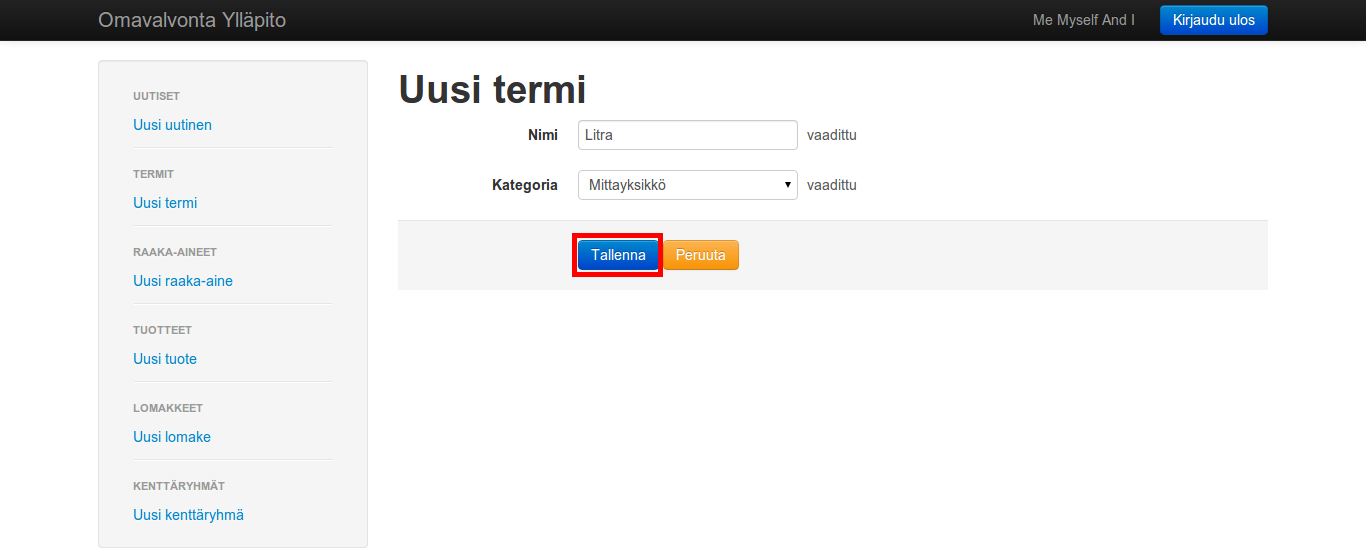 Omavalvonta Ylläpito
Me Myself And I
Kirjaudu ulos
UUTISET
Uusi uutinen
TERMIT
Uusi termi
RAAKA-AINEET
Uusi raaka-aine
TUOTTEET
Uusi tuote
LOMAKKEET
Uusi lomake
KENTTÄRYHMÄT
Uusi kenttäryhmä
Uusi termi
Nimi Litra vaadittu
Kategoria Mittayksikkö vaadittu
Tallenna Peruuta